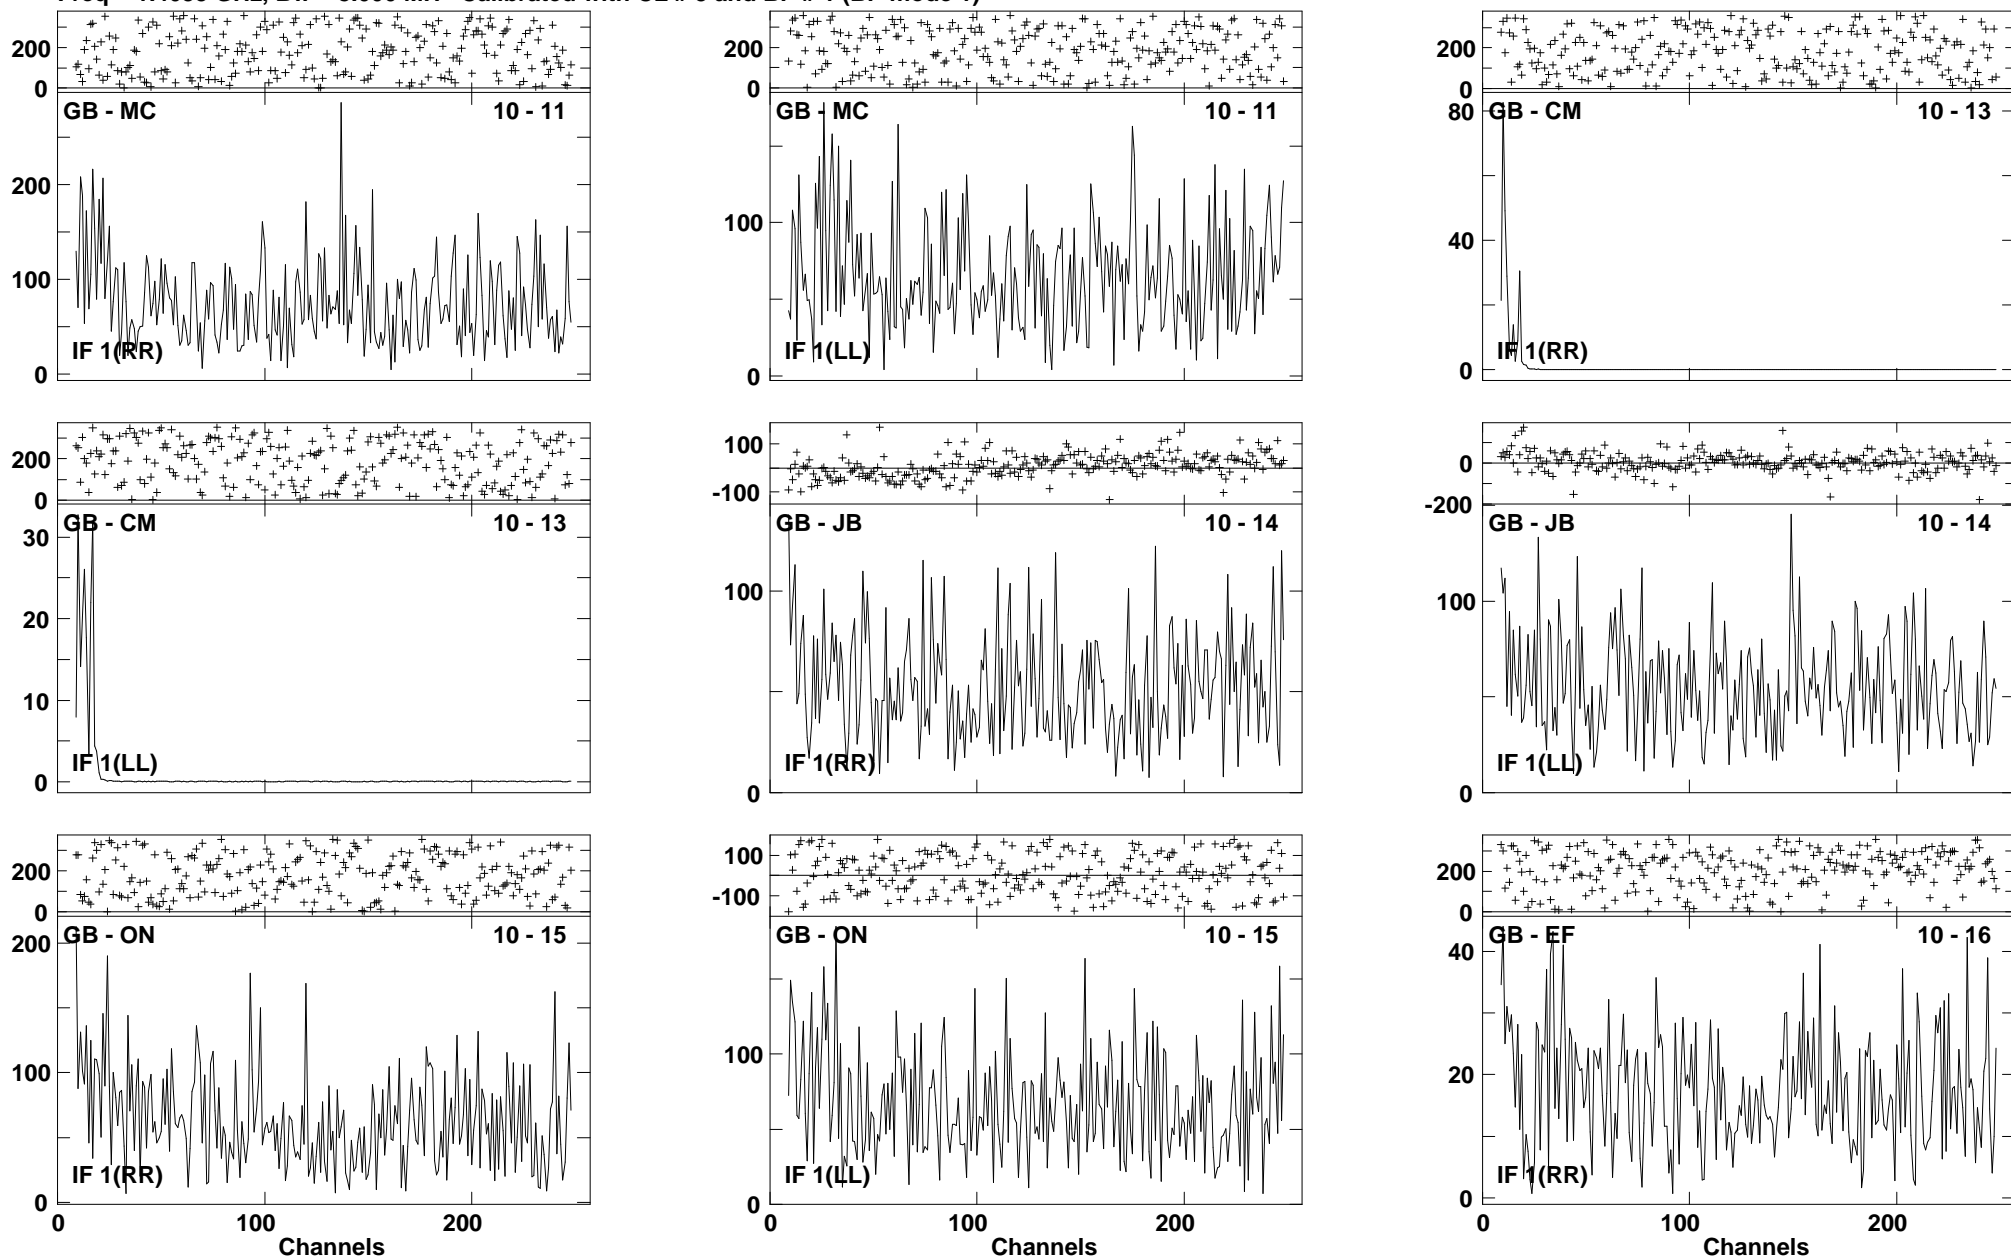 200
0
GB - MC 10 - 11
200
100
0
IF 1(RR)
200
0
GB - MC 10 - 11
100
0
IF 1(LL)
200
0
GB - CM 10 - 13
80
40
0
IF 1(RR)
200
0
GB - CM 10 - 13
30
20
10
0
IF 1(LL)
100
-100
GB - JB 10 - 14
100
0
IF 1(RR)
0
-200
GB - JB 10 - 14
100
0
IF 1(LL)
200
0
GB - ON 10 - 15
200
100
0
IF 1(RR)
0 100 200
Channels
100
-100
GB - ON 10 - 15
100
0
IF 1(LL)
0 100 200
Channels
200
0
GB - EF 10 - 16
40
20
0
IF 1(RR)
0 100 200
Channels